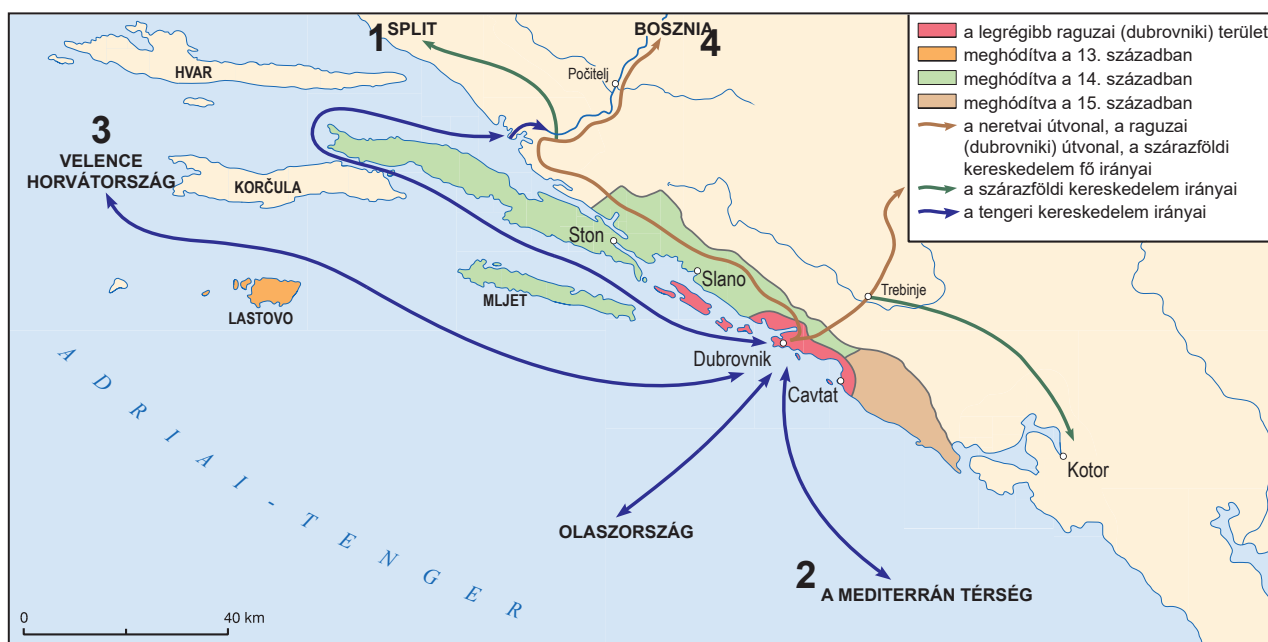 1 SPLIT
BOSZNIA
4
HVAR
Počitelj
3
VELENCE
HORVÁTORSZÁG
KORČULA
Ston
Slano
MLJET
LASTOVO
Trebinje
Dubrovnik
Cavtat
Kotor
ADRIAI-TENGER
OLASZORSZÁG
2
A MEDITERRÁN TÉRSÉG
0 40 km
a legrégibb raguzai (dubrovniki) terület
meghódítva a 13. században
meghódítva a 14. században
meghódítva a 15. században
a neretvai útvonal, a raguzai
(dubrovniki) útvonal, a szárazföldi
kereskedelem fő irányai
a szárazföldi kereskedelem irányai
a tengeri kereskedelem irányai